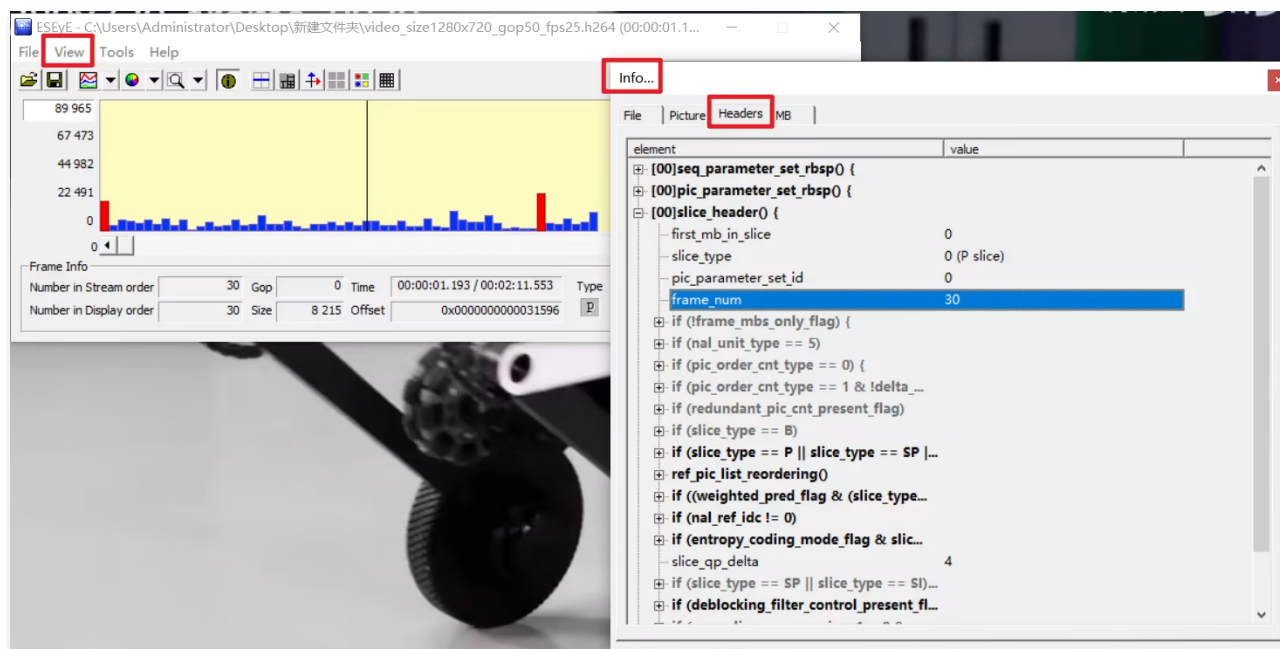 ESEyE - C:\Users\Administrator\Desktop\新建文件夹\video_size1280x720_gop50_fps25.h264 (00:00:01.1...
File View Tools Help
89 965
67 473
44 982
22 491
0
0
Frame Info
Number in Stream order 30 Gop 0 Time 00:00:01.193 / 00:02:11.553 Type
Number in Display order 30 Size 8 215 Offset 0x0000000000031596 P
Info...
File Picture Headers MB
element value
[00]seq_parameter_set_rbsp() {
[00]pic_parameter_set_rbsp() {
[00]slice_header() {
first_mb_in_slice 0
slice_type 0 (P slice)
pic_parameter_set_id 0
frame_num 30
if (!frame_mbs_only_flag) {
if (nal_unit_type == 5)
if (pic_order_cnt_type == 0) {
if (pic_order_cnt_type == 1 & !delta_...
if (redundant_pic_cnt_present_flag)
if (slice_type == B)
if (slice_type == P || slice_type == SP |...
ref_pic_list_reordering()
if ((weighted_pred_flag & (slice_type...
if (nal_ref_idc != 0)
if (entropy_coding_mode_flag & slic...
slice_qp_delta 4
if (slice_type == SP || slice_type == SI)...
if (deblocking_filter_control_present_fl...